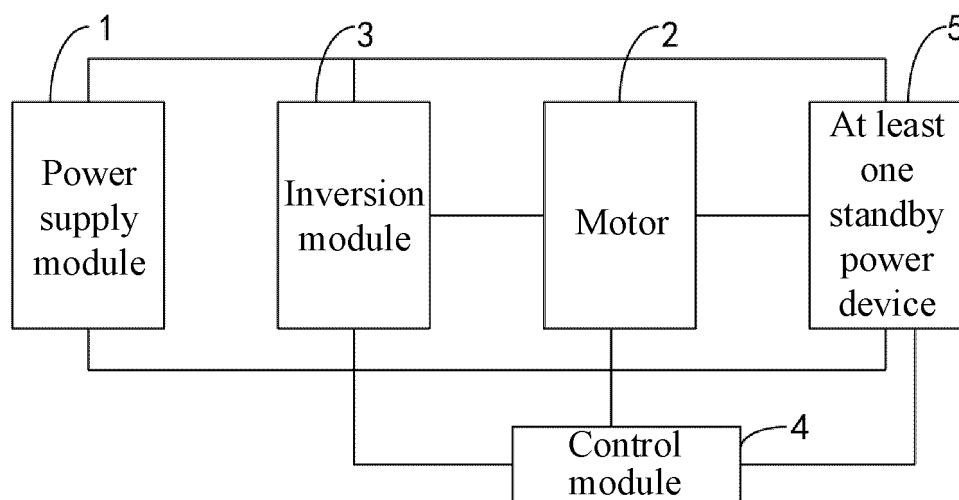 1
3
2
5
Power
supply
module
Inversion
module
Motor
At least
one
standby
power
device
4
Control
module